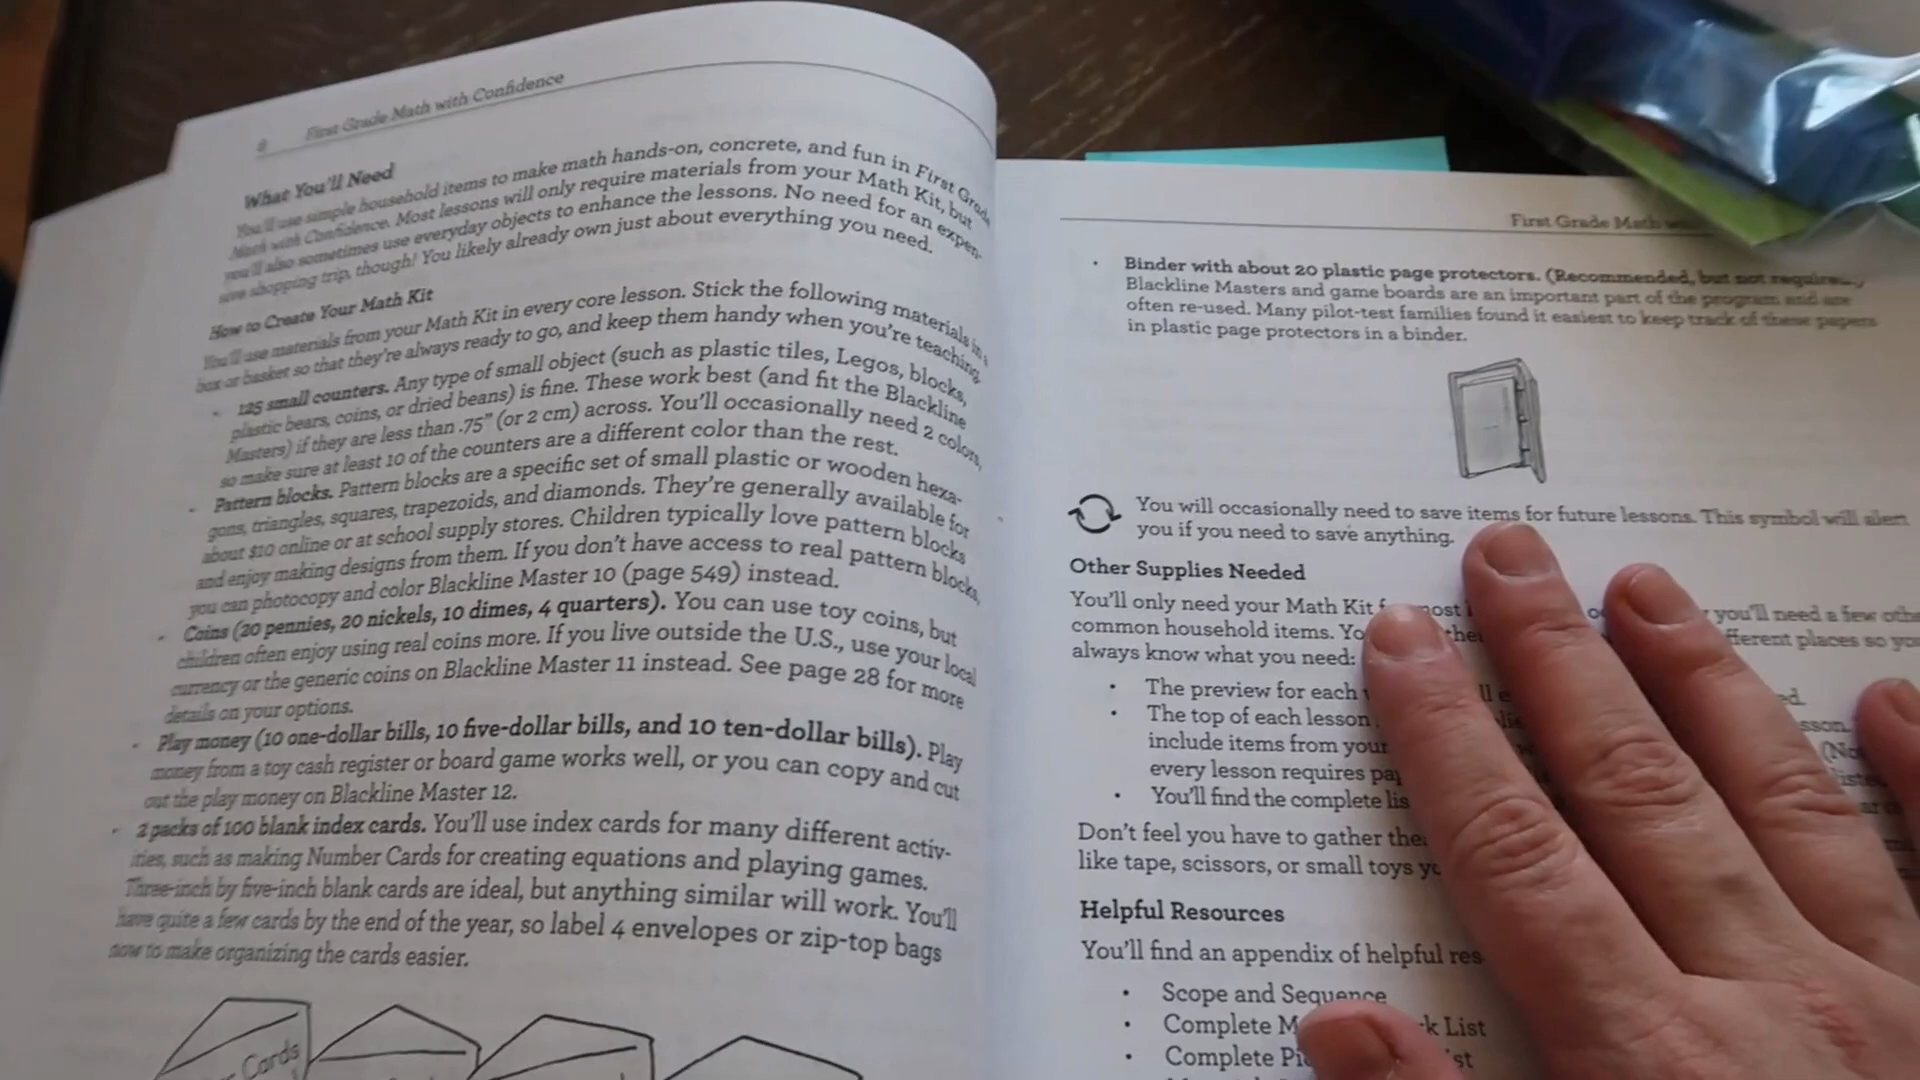 8 First Grade Math with Confidence
What You'll Need
You'll use simple household items to make math hands-on, concrete, and fun in First Grade
Math with Confidence. Most lessons will only require materials from your Math Kit, but
you'll also sometimes use everyday objects to enhance the lessons. No need for an expen-
sive shopping trip, though! You likely already own just about everything you need.
How to Create Your Math Kit
You'll use materials from your Math Kit in every core lesson. Stick the following materials in a
box or basket so that they're always ready to go, and keep them handy when you're teaching.
• 125 small counters. Any type of small object (such as plastic tiles, Legos, blocks,
plastic bears, coins, or dried beans) is fine. These work best (and fit the Blackline
Masters) if they are less than .75" (or 2 cm) across. You'll occasionally need 2 colors,
so make sure at least 10 of the counters are a different color than the rest.
• Pattern blocks. Pattern blocks are a specific set of small plastic or wooden hexa-
gons, triangles, squares, trapezoids, and diamonds. They're generally available for
about $10 online or at school supply stores. Children typically love pattern blocks
and enjoy making designs from them. If you don't have access to real pattern blocks,
you can photocopy and color Blackline Master 10 (page 549) instead.
• Coins (20 pennies, 20 nickels, 10 dimes, 4 quarters). You can use toy coins, but
children often enjoy using real coins more. If you live outside the U.S., use your local
currency or the generic coins on Blackline Master 11 instead. See page 28 for more
details on your options.
• Play money (10 one-dollar bills, 10 five-dollar bills, and 10 ten-dollar bills). Play
money from a toy cash register or board game works well, or you can copy and cut
out the play money on Blackline Master 12.
• 2 packs of 100 blank index cards. You'll use index cards for many different activ-
ities, such as making Number Cards for creating equations and playing games.
Three-inch by five-inch blank cards are ideal, but anything similar will work. You'll
have quite a few cards by the end of the year, so label 4 envelopes or zip-top bags
now to make organizing the cards easier.
Cards
First Grade Math
• Binder with about 20 plastic page protectors. (Recommended, but not
Blackline Masters and game boards are an important part of the program and are
often re-used. Many pilot-test families found it easiest to keep track of these papers
in plastic page protectors in a binder.
You will occasionally need to save items for future lessons. This symbol will alert
you if you need to save anything.
Other Supplies Needed
You'll only need your Math Kit you'll need a few
common household items. places so
always know what you need:
• The preview for each
• The top of each lesson
include items from your
every lesson requires
• You'll find the complete
Don't feel you have to gather
like tape, scissors, or small toys
Helpful Resources
You'll find an appendix of helpful
• Scope and Sequence
• Complete List
• Complete